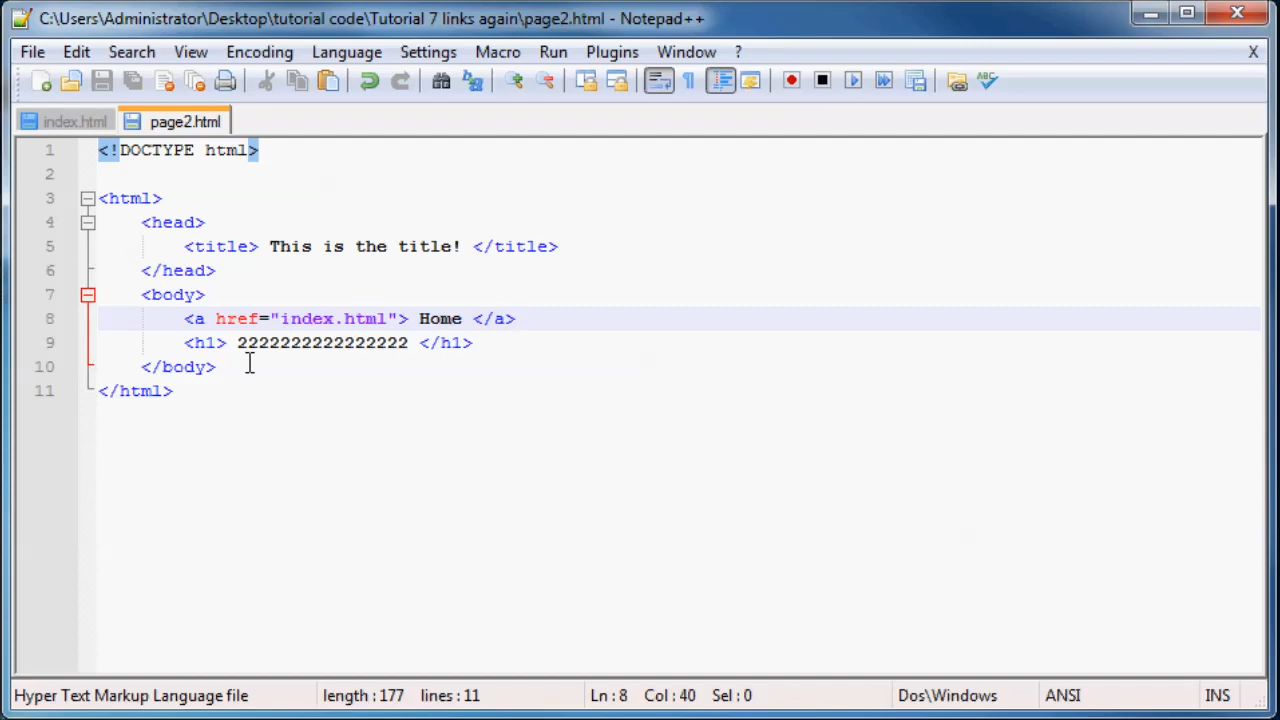 C:\Users\Administrator\Desktop\tutorial code\Tutorial 7 links again\page2.html - Notepad++
File Edit Search View Encoding Language Settings Macro Run Plugins Window ? X
ABC
index.html page2.html
1 <!DOCTYPE html>
2
3 <html>
4 <head>
5 <title> This is the title! </title>
6 </head>
7 <body>
8 <a href="index.html"> Home </a>
9 <h1> 2222222222222222 </h1>
10 </body>
11 </html>
Hyper Text Markup Language file length : 177 lines : 11 Ln : 8 Col : 40 Sel : 0 Dos\Windows ANSI INS